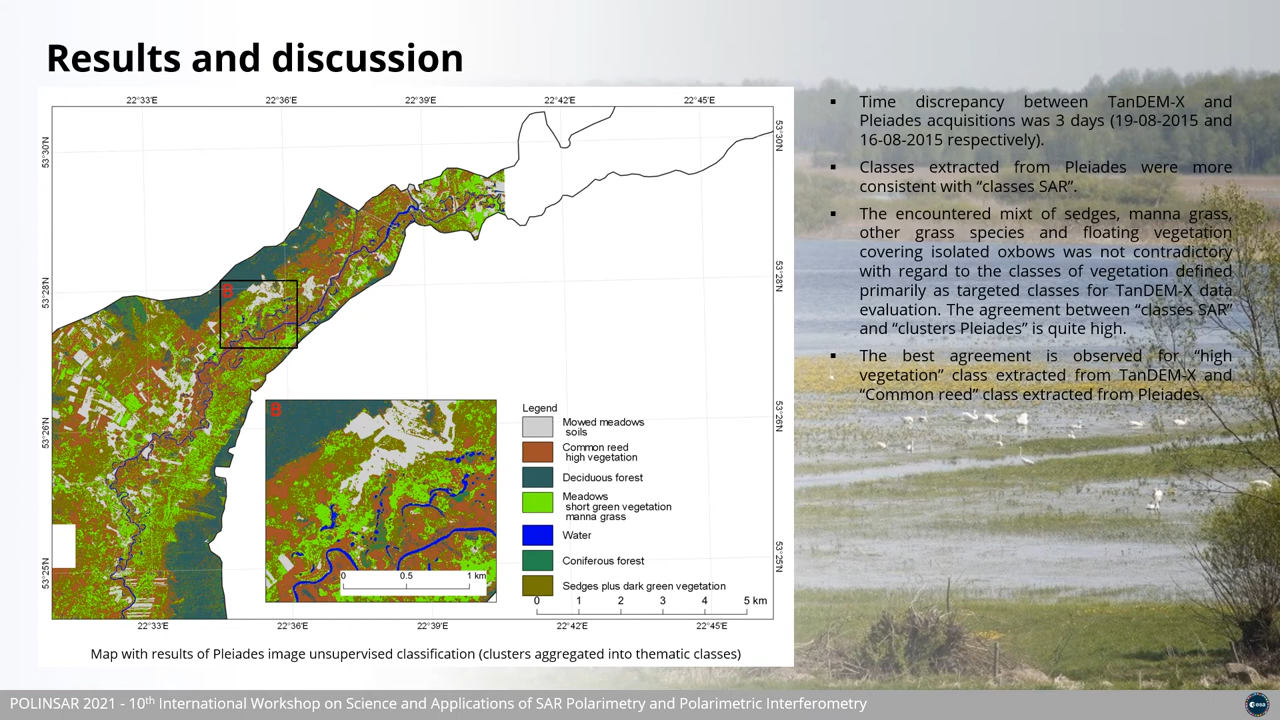 Results and discussion
22°33'E 22°36'E 22°39'E 22°42'E 22°45'E
53°30'N 53°30'N
53°28'N 53°28'N
53°26'N 53°26'N
53°25'N 53°25'N
B
B
0 0.5 1 km
Legend
Mowed meadows
soils
Common reed
high vegetation
Deciduous forest
Meadows
short green vegetation
manna grass
Water
Coniferous forest
Sedges plus dark green vegetation
0 1 2 3 4 5 km
22°33'E 22°36'E 22°39'E 22°42'E 22°45'E
Map with results of Pleiades image unsupervised classification (clusters aggregated into thematic classes)
▪ Time discrepancy between TanDEM-X and
Pleiades acquisitions was 3 days (19-08-2015 and
16-08-2015 respectively).
▪ Classes extracted from Pleiades were more
consistent with “classes SAR”.
▪ The encountered mixt of sedges, manna grass,
other grass species and floating vegetation
covering isolated oxbows was not contradictory
with regard to the classes of vegetation defined
primarily as targeted classes for TanDEM-X data
evaluation. The agreement between “classes SAR”
and “clusters Pleiades” is quite high.
▪ The best agreement is observed for “high
vegetation” class extracted from TanDEM-X and
“Common reed” class extracted from Pleiades.
POLINSAR 2021 - 10th International Workshop on Science and Applications of SAR Polarimetry and Polarimetric Interferometry
esa